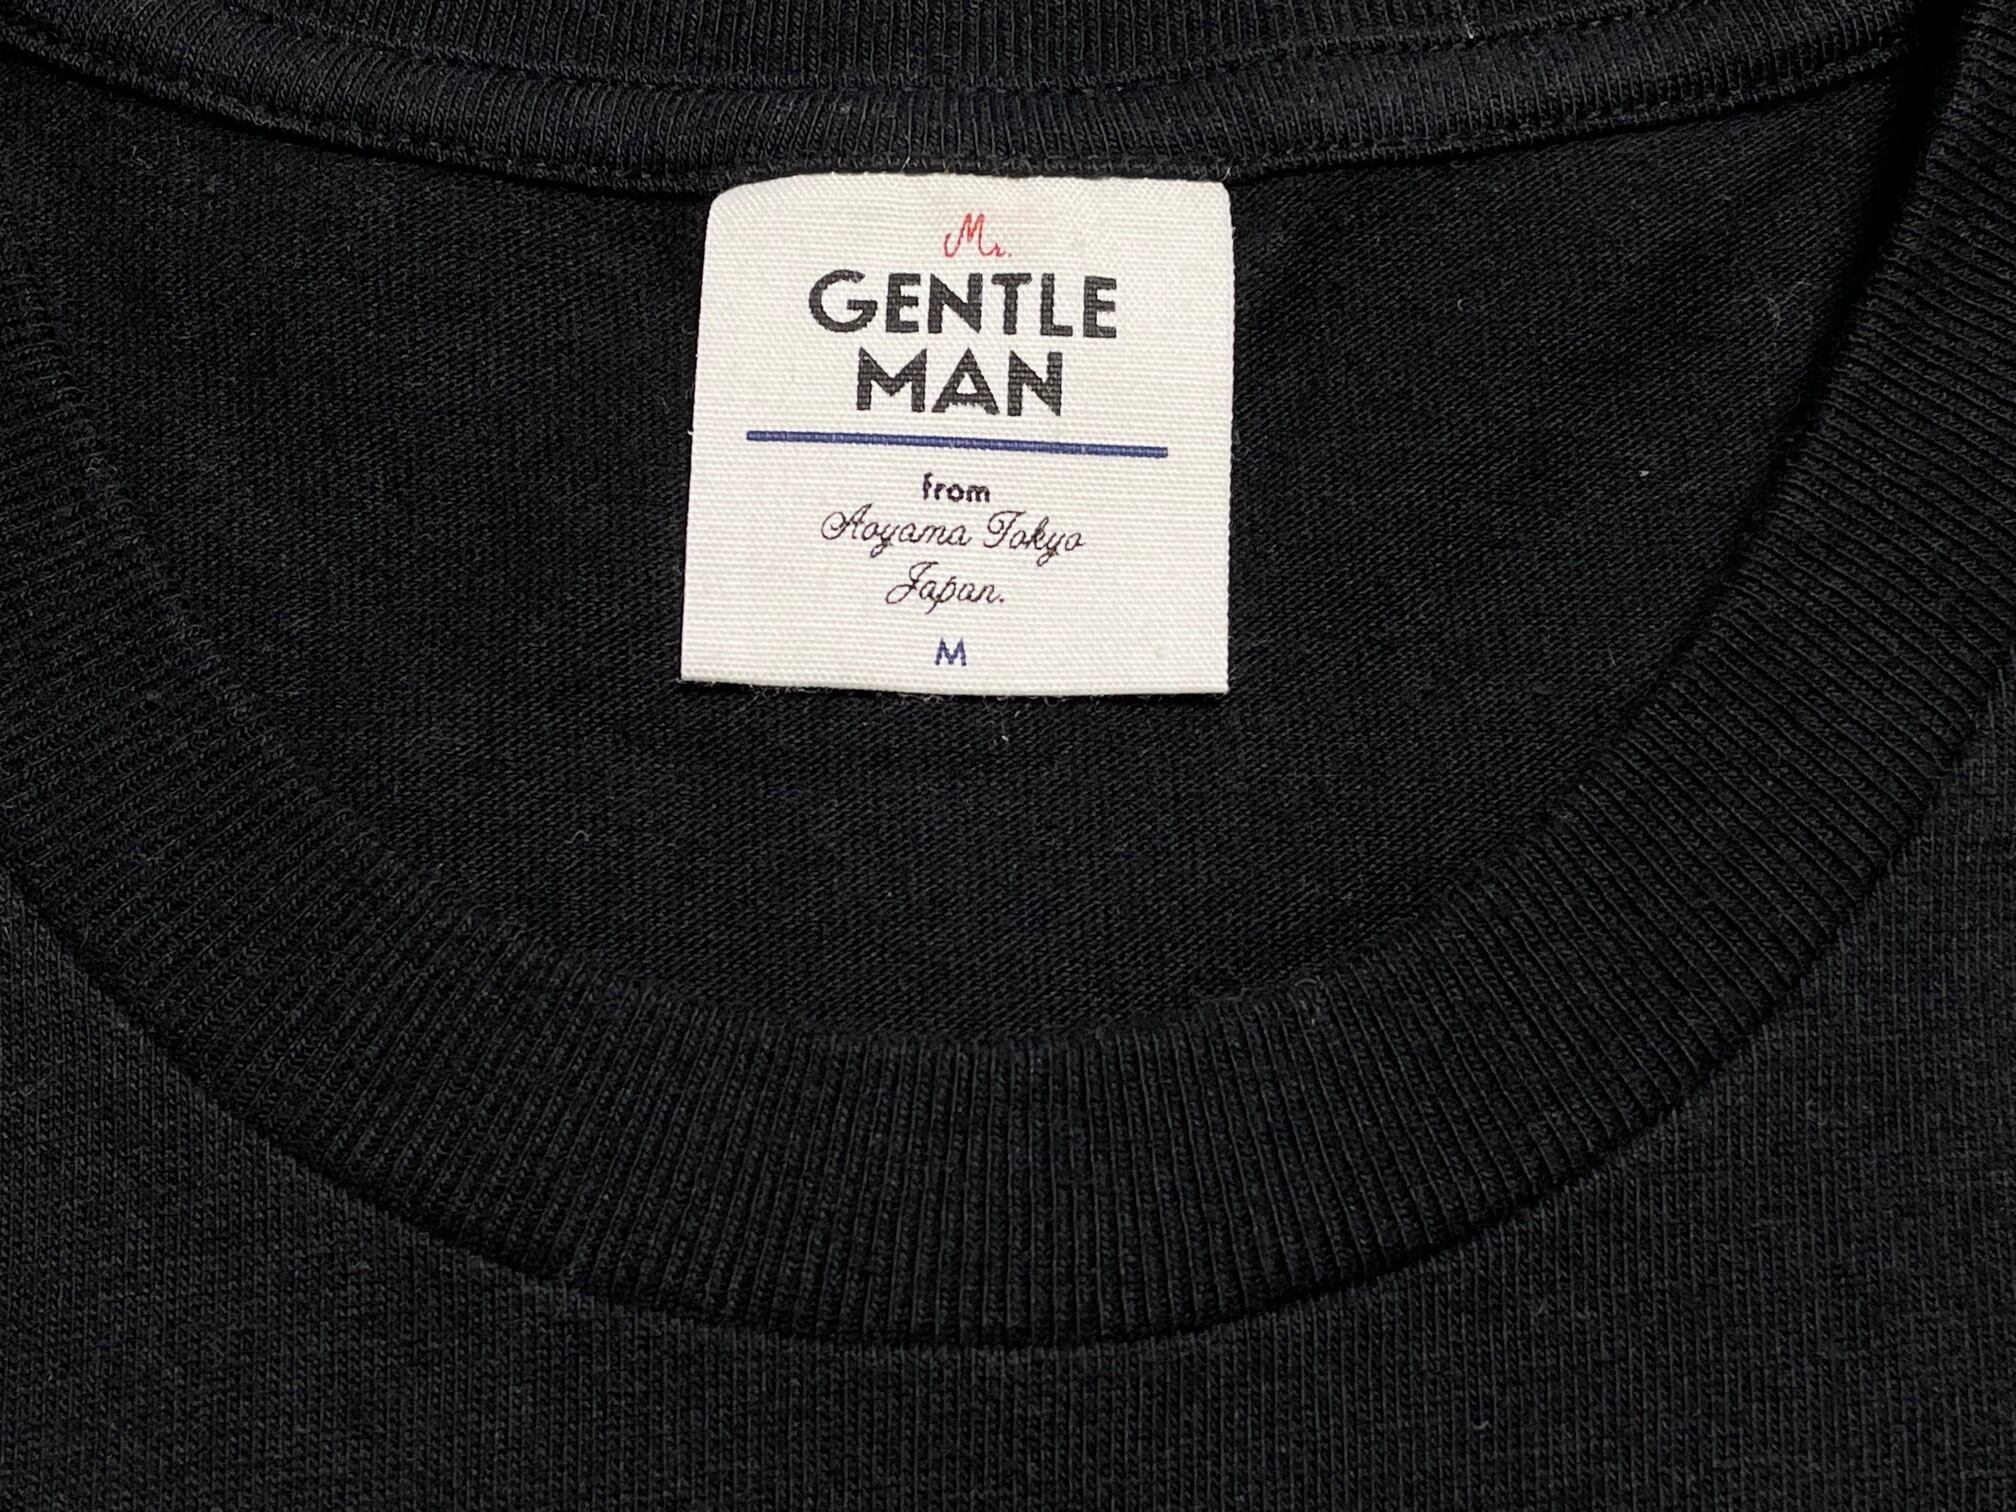 Mr.
GENTLE
MAN
from
Aoyama Tokyo
Japan.
M